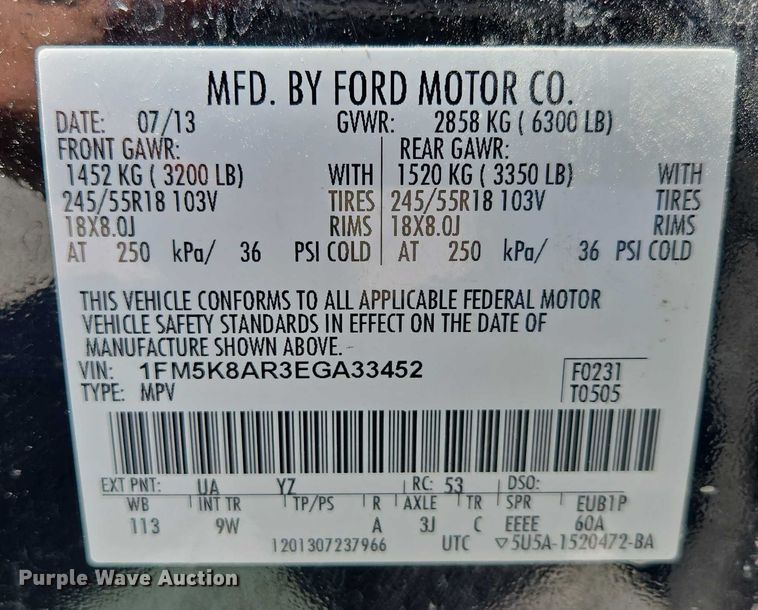 MFD. BY FORD MOTOR CO.
DATE: 07/13 GVWR: 2858 KG ( 6300 LB)
FRONT GAWR: REAR GAWR:
1452 KG ( 3200 LB) WITH 1520 KG ( 3350 LB) WITH
245/55R18 103V TIRES 245/55R18 103V TIRES
18X8.0J RIMS 18X8.0J RIMS
AT 250 kPa/ 36 PSI COLD AT 250 kPa/ 36 PSI COLD
THIS VEHICLE CONFORMS TO ALL APPLICABLE FEDERAL MOTOR
VEHICLE SAFETY STANDARDS IN EFFECT ON THE DATE OF
MANUFACTURE SHOWN ABOVE.
VIN: 1FM5K8AR3EGA33452 F0231
TYPE: MPV T0505
EXT PNT: UA YZ RC: 53 DSO:
WB INT TR TP/PS R AXLE TR SPR EUB1P
113 9W A 3J C EEEE 60A
1201307237966 UTC ▽5U5A-1520472-BA
Purple Wave Auction